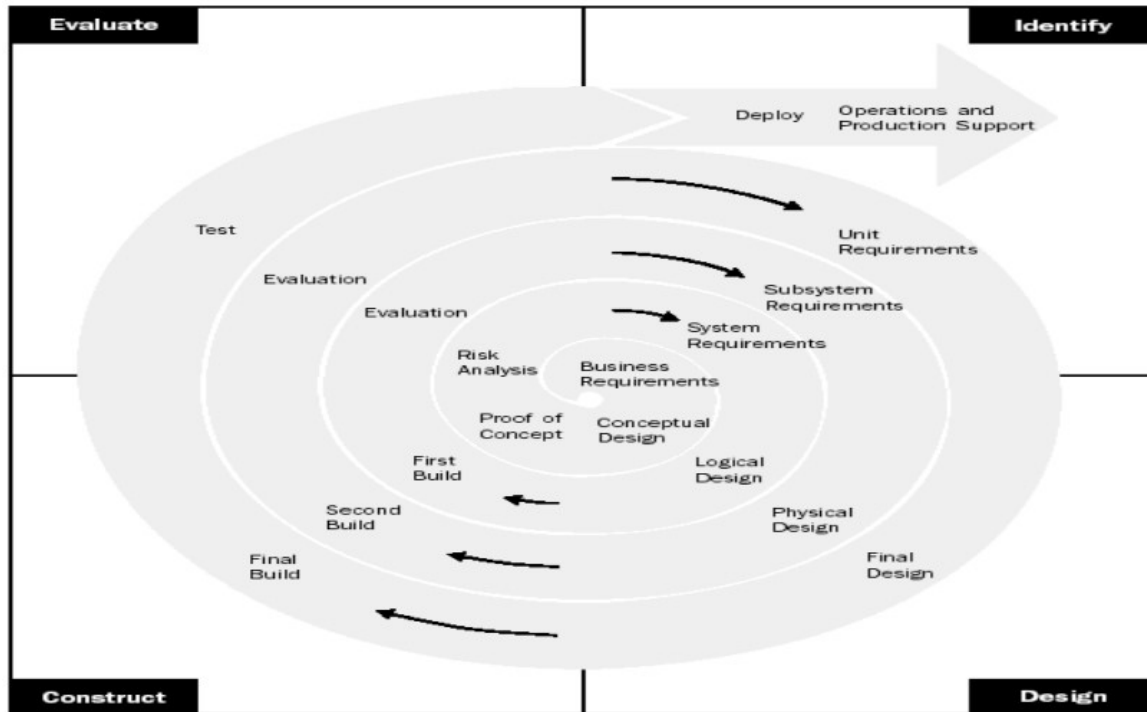 Evaluate
Identify
Deploy
Operations and
Production Support
Test
Unit
Requirements
Evaluation
Subsystem
Requirements
Evaluation
System
Requirements
Risk
Analysis
Business
Requirements
Proof of
Concept
Conceptual
Design
First
Build
Logical
Design
Second
Build
Physical
Design
Final
Build
Final
Design
Construct
Design